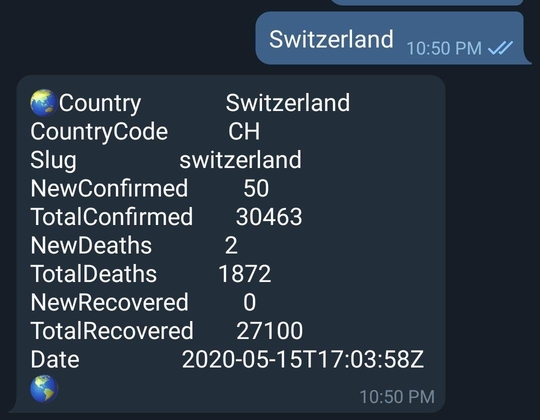 Switzerland 10:50 PM
🌏Country Switzerland
CountryCode CH
Slug switzerland
NewConfirmed 50
TotalConfirmed 30463
NewDeaths 2
TotalDeaths 1872
NewRecovered 0
TotalRecovered 27100
Date 2020-05-15T17:03:58Z
🌎 10:50 PM